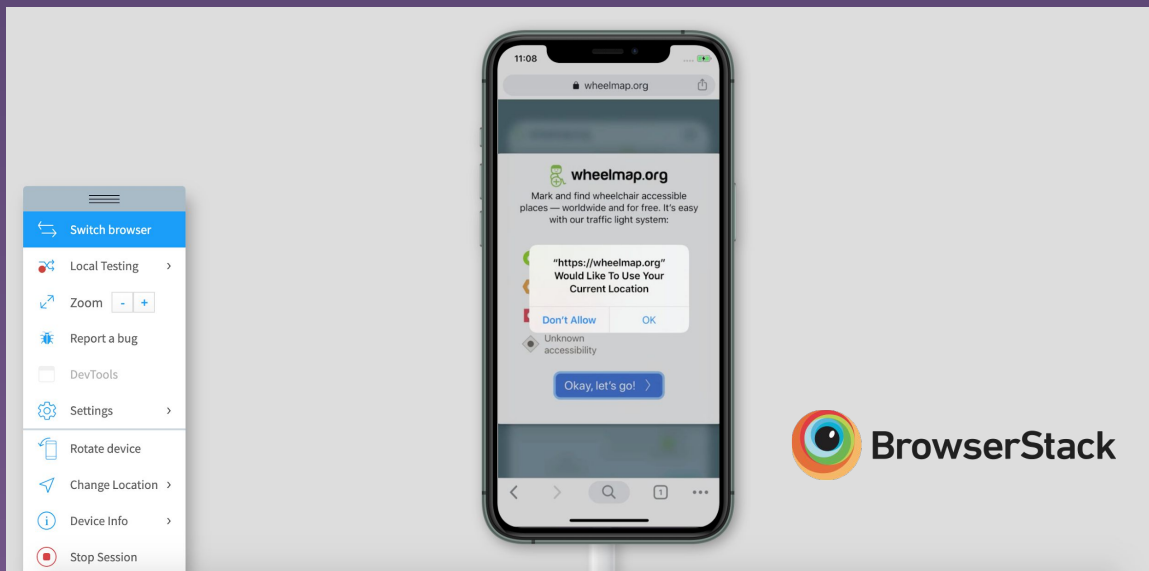 11:08
wheelmap.org
wheelmap.org
Mark and find wheelchair accessible
places — worldwide and for free. It's easy
with our traffic light system:
"https://wheelmap.org"
Would Like To Use Your
Current Location
Don't Allow OK
Unknown
accessibility
Okay, let's go!
1
Switch browser
Local Testing
Zoom - +
Report a bug
DevTools
Settings
Rotate device
Change Location
Device Info
Stop Session
BrowserStack